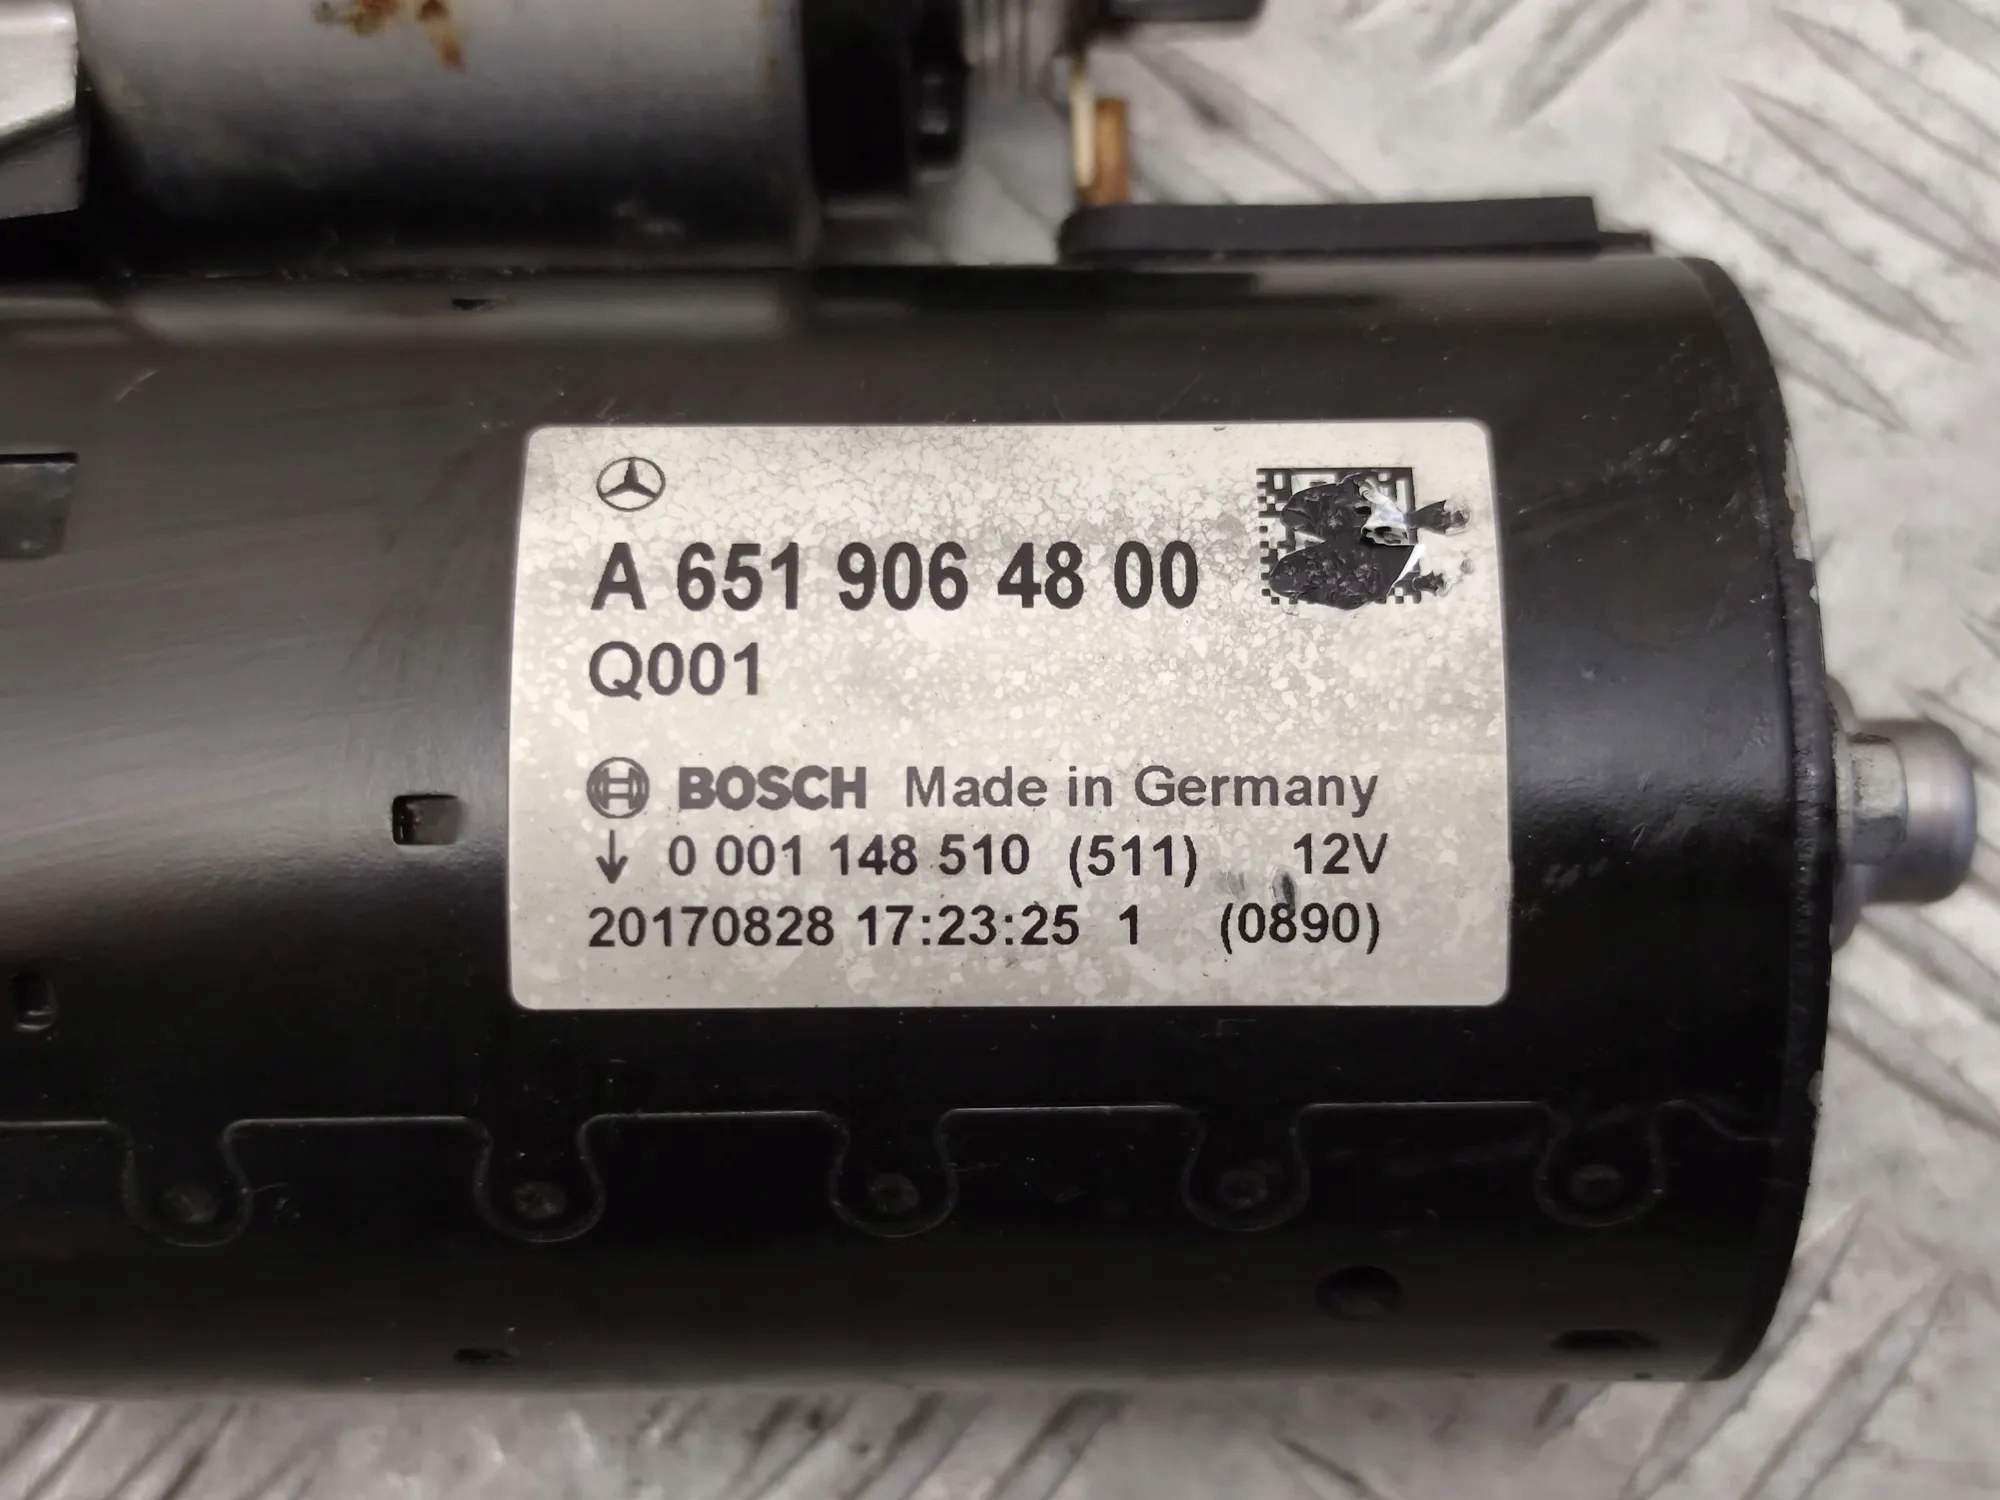 A 651 906 48 00
Q001
BOSCH Made in Germany
↓ 0 001 148 510 (511) 12V
20170828 17:23:25 1 (0890)